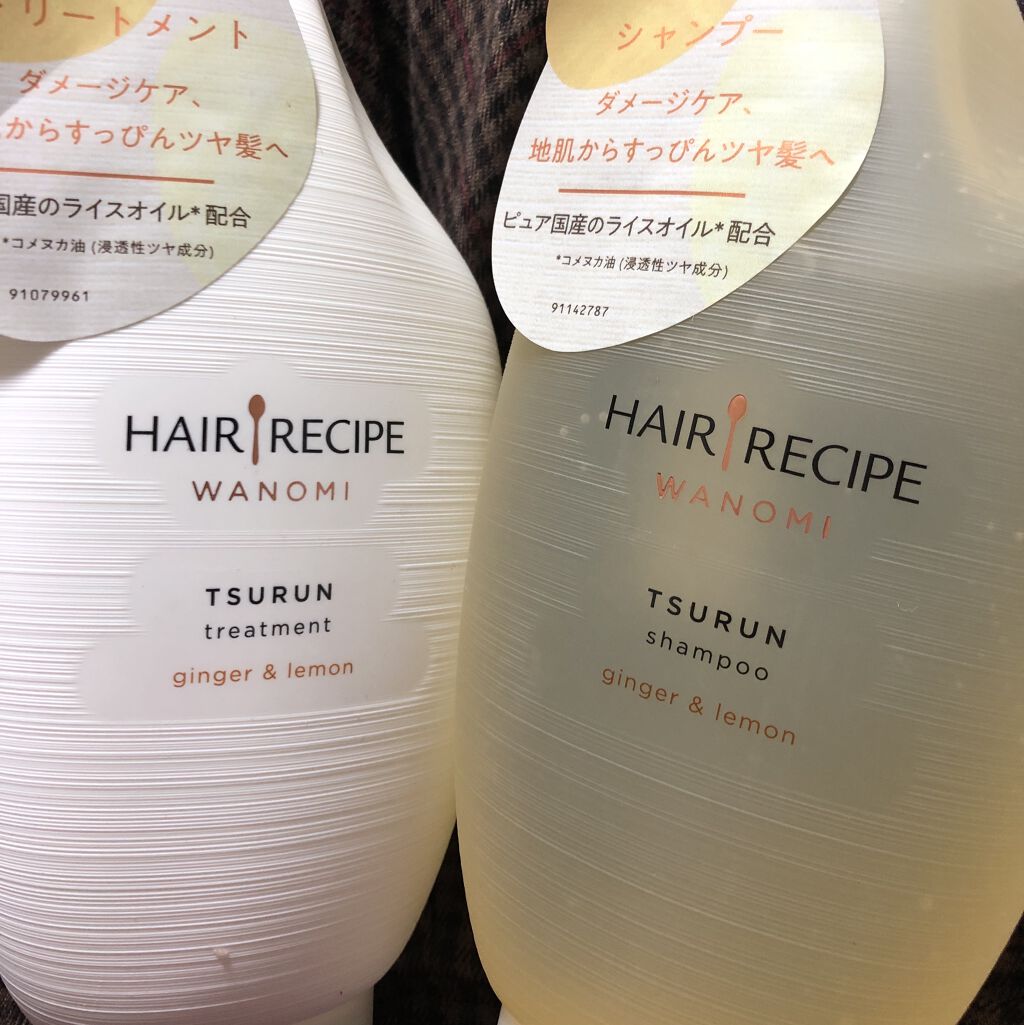 トリートメント
ダメージケア、
からすっぴんツヤ髪へ
国産のライスオイル*配合
*コメヌカ油(浸透性ツヤ成分)
91079961
HAIR RECIPE
WANOMI
TSURUN
treatment
ginger & lemon
シャンプー
ダメージケア、
地肌からすっぴんツヤ髪へ
ピュア国産のライスオイル*配合
*コメヌカ油(浸透性ツヤ成分)
91142787
HAIR RECIPE
WANOMI
TSURUN
shampoo
ginger & lemon